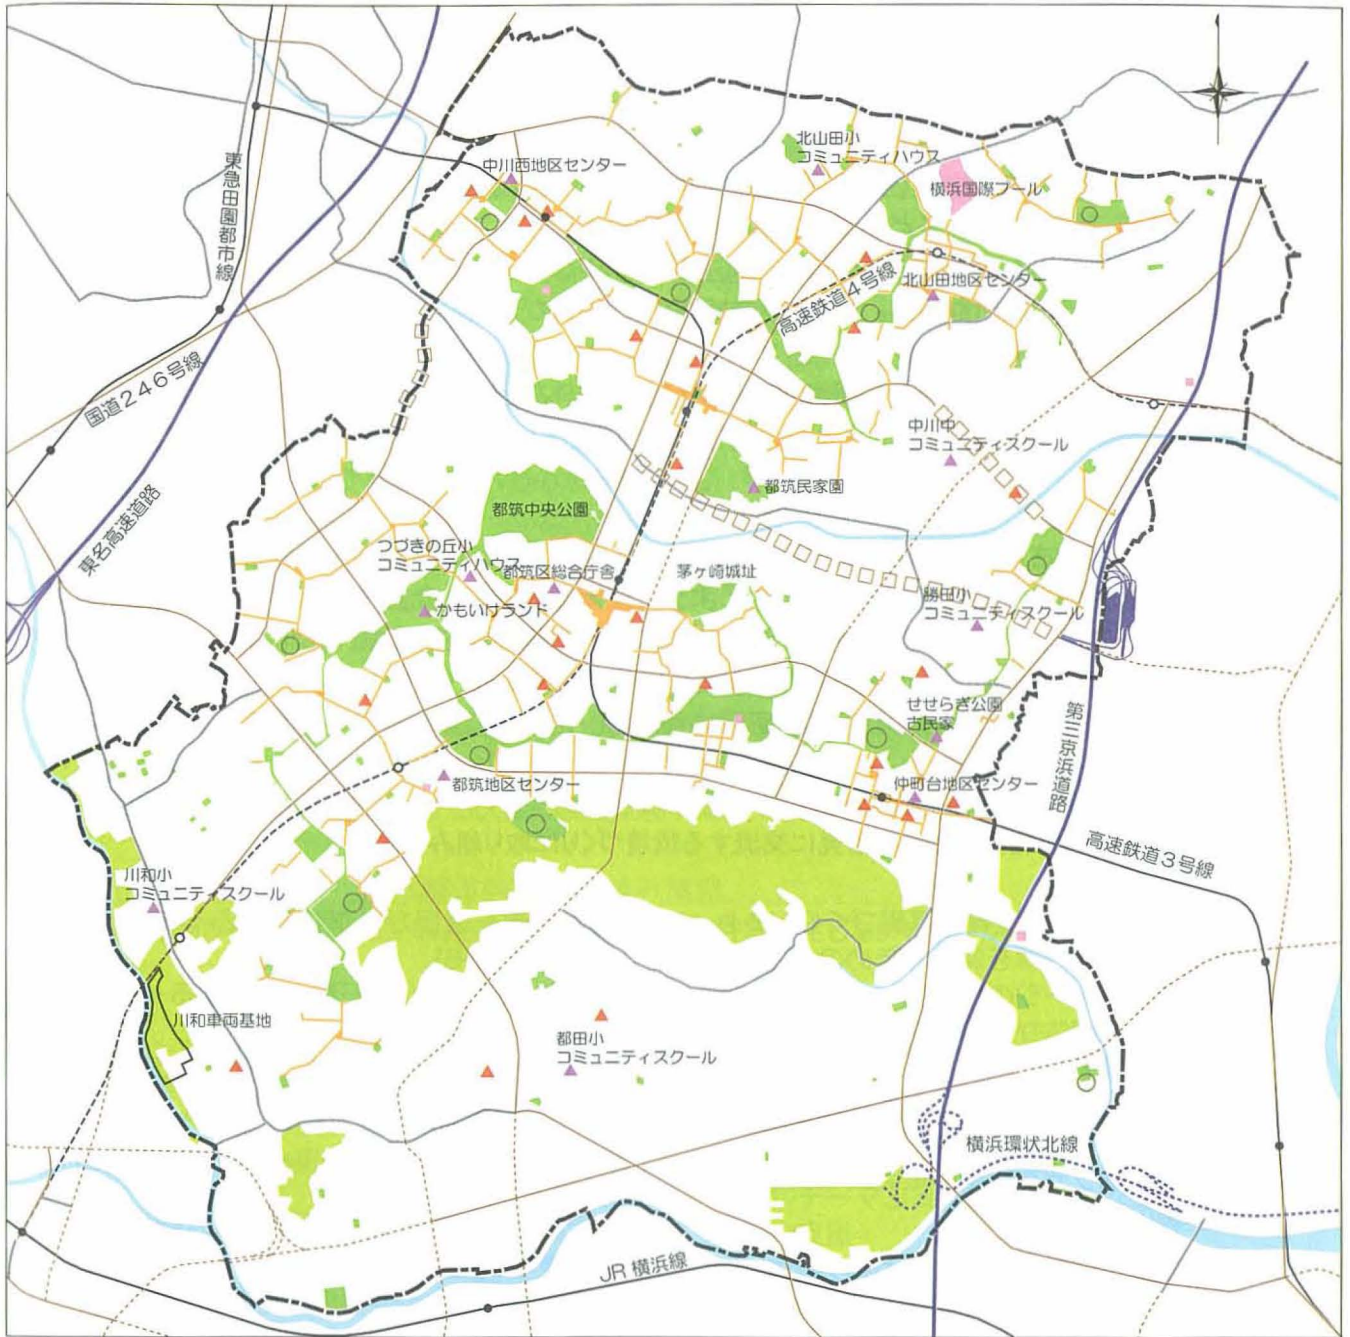 北山田小
コミュニティハウス
中川西地区センター
横浜国際プール
東急田園都市線
北山田地区センター
高速鉄道4号線
国道246号線
中川中
コミュニティスクール
都筑民家園
都筑中央公園
東名高速道路
つづきの丘小
コミュニティハウス
都筑区総合庁舎
茅ヶ崎城址
勝田小
コミュニティスクール
かもいけランド
せせらぎ公園
古民家
第三京浜道路
都筑地区センター
仲町台地区センター
高速鉄道3号線
川和小
コミュニティスクール
川和車両基地
都田小
コミュニティスクール
横浜環状北線
JR 横浜線